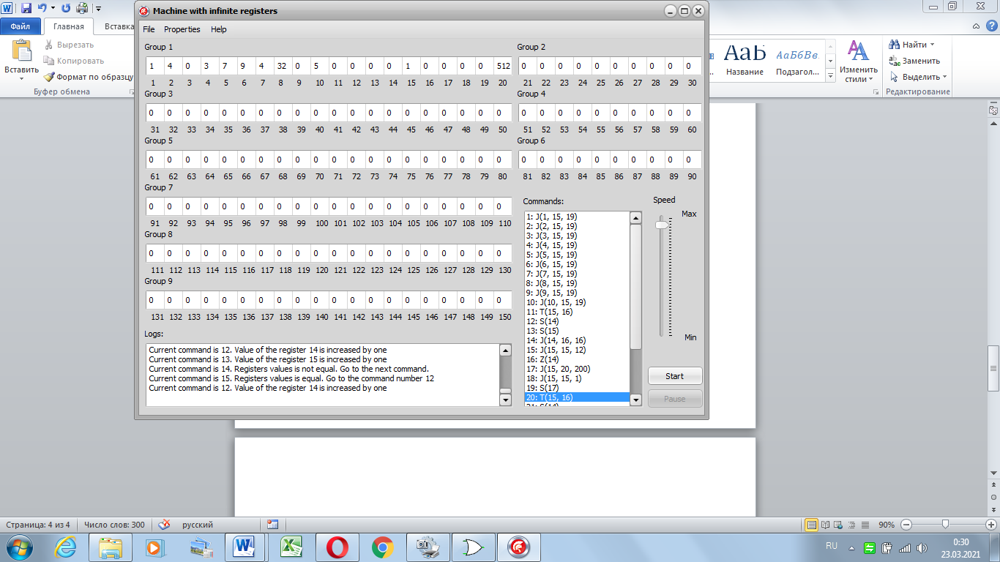 Machine with infinite registers
Файл
Главная
Вставка
Вставить
Вырезать
Копировать
Формат по образцу
Буфер обмена
File Properties Help
Group 1
1 4 0 3 7 9 4 32 0 5 0 0 0 0 1 0 0 0 0 512
1 2 3 4 5 6 7 8 9 10 11 12 13 14 15 16 17 18 19 20
Group 2
0 0 0 0 0 0 0 0 0 0
21 22 23 24 25 26 27 28 29 30
Group 3
0 0 0 0 0 0 0 0 0 0 0 0 0 0 0 0 0 0 0 0
31 32 33 34 35 36 37 38 39 40 41 42 43 44 45 46 47 48 49 50
Group 4
0 0 0 0 0 0 0 0 0 0
51 52 53 54 55 56 57 58 59 60
Group 5
0 0 0 0 0 0 0 0 0 0 0 0 0 0 0 0 0 0 0 0
61 62 63 64 65 66 67 68 69 70 71 72 73 74 75 76 77 78 79 80
Group 6
0 0 0 0 0 0 0 0 0 0
81 82 83 84 85 86 87 88 89 90
Group 7
0 0 0 0 0 0 0 0 0 0 0 0 0 0 0 0 0 0 0 0
91 92 93 94 95 96 97 98 99 100 101 102 103 104 105 106 107 108 109 110
Group 8
0 0 0 0 0 0 0 0 0 0 0 0 0 0 0 0 0 0 0 0
111 112 113 114 115 116 117 118 119 120 121 122 123 124 125 126 127 128 129 130
Group 9
0 0 0 0 0 0 0 0 0 0 0 0 0 0 0 0 0 0 0 0
131 132 133 134 135 136 137 138 139 140 141 142 143 144 145 146 147 148 149 150
Logs:
Current command is 12. Value of the register 14 is increased by one
Current command is 13. Value of the register 15 is increased by one
Current command is 14. Registers values is not equal. Go to the next command.
Current command is 15. Registers values is equal. Go to the command number 12
Current command is 12. Value of the register 14 is increased by one
Commands:
1: J(1, 15, 19)
2: J(2, 15, 19)
3: J(3, 15, 19)
4: J(4, 15, 19)
5: J(5, 15, 19)
6: J(6, 15, 19)
7: J(7, 15, 19)
8: J(8, 15, 19)
9: J(9, 15, 19)
10: J(10, 15, 19)
11: T(15, 16)
12: S(14)
13: S(15)
14: J(14, 16, 16)
15: J(15, 15, 12)
16: Z(14)
17: J(15, 20, 200)
18: J(15, 15, 1)
19: S(17)
20: T(15, 16)
21: S(14)
Speed
Max
Min
Start
Pause
АаБ
АаБбВв
Название
Подзагол...
Изменить
стили
Найти
Заменить
Выделить
Редактирование
Страница: 4 из 4
Число слов: 300
русский
90%
RU
0:30
23.03.2021